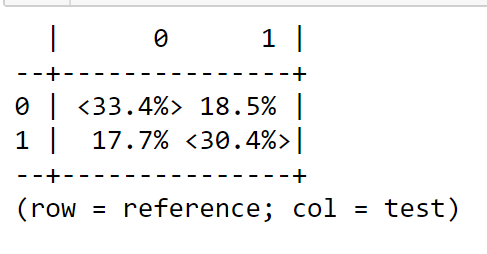 |      0      1 |
--+---------------+
0 | <33.4%> 18.5% |
1 |  17.7% <30.4%>|
--+---------------+
(row = reference; col = test)